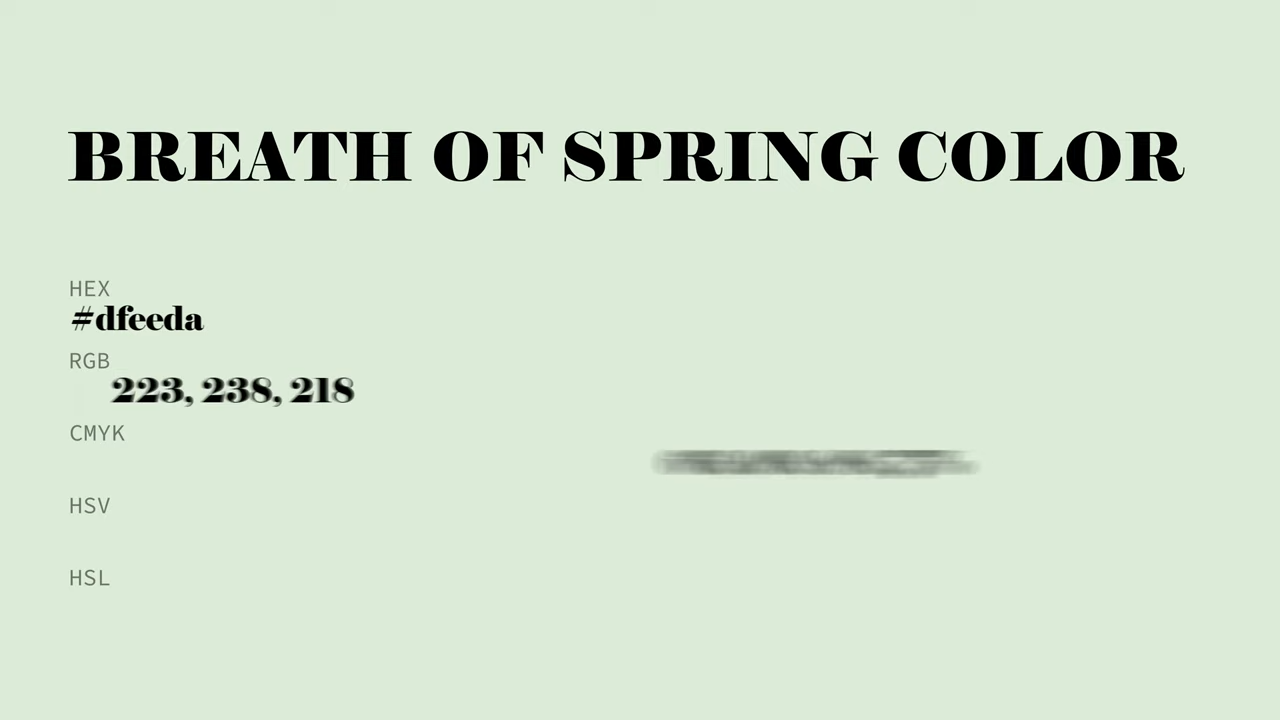 BREATH OF SPRING COLOR
HEX
#dfeeda
RGB
223, 238, 218
CMYK
HSV
HSL